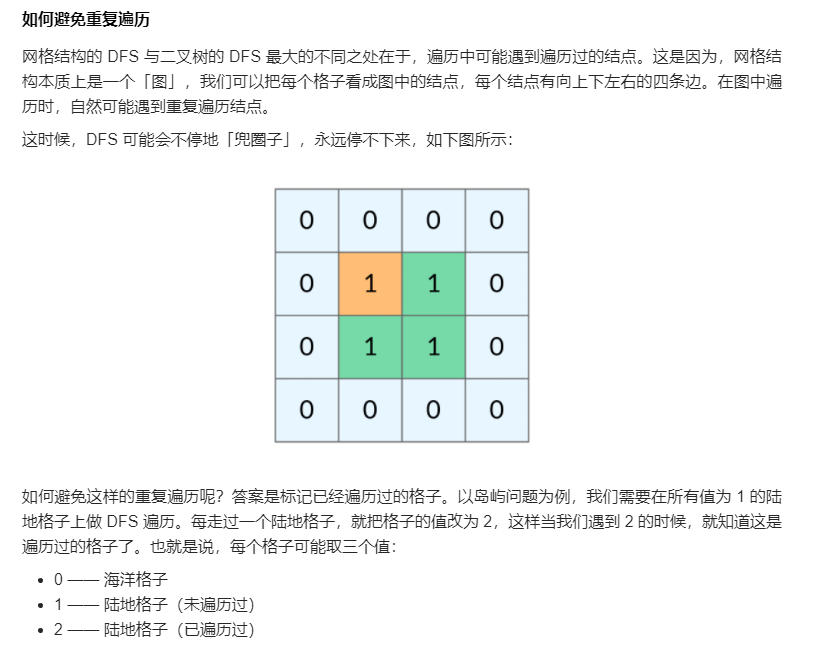 如何避免重复遍历
网格结构的 DFS 与二叉树的 DFS 最大的不同之处在于，遍历中可能遇到遍历过的结点。这是因为，网格结
构本质上是一个「图」，我们可以把每个格子看成图中的结点，每个结点有向上下左右的四条边。在图中遍
历时，自然可能遇到重复遍历结点。
这时候，DFS 可能会不停地「兜圈子」，永远停不下来，如下图所示：
0 0 0 0
0 1 1 0
0 1 1 0
0 0 0 0
如何避免这样的重复遍历呢？答案是标记已经遍历过的格子。以岛屿问题为例，我们需要在所有值为 1 的陆
地格子上做 DFS 遍历。每走过一个陆地格子，就把格子的值改为 2，这样当我们遇到 2 的时候，就知道这是
遍历过的格子了。也就是说，每个格子可能取三个值：
• 0 —— 海洋格子
• 1 —— 陆地格子（未遍历过）
• 2 —— 陆地格子（已遍历过）